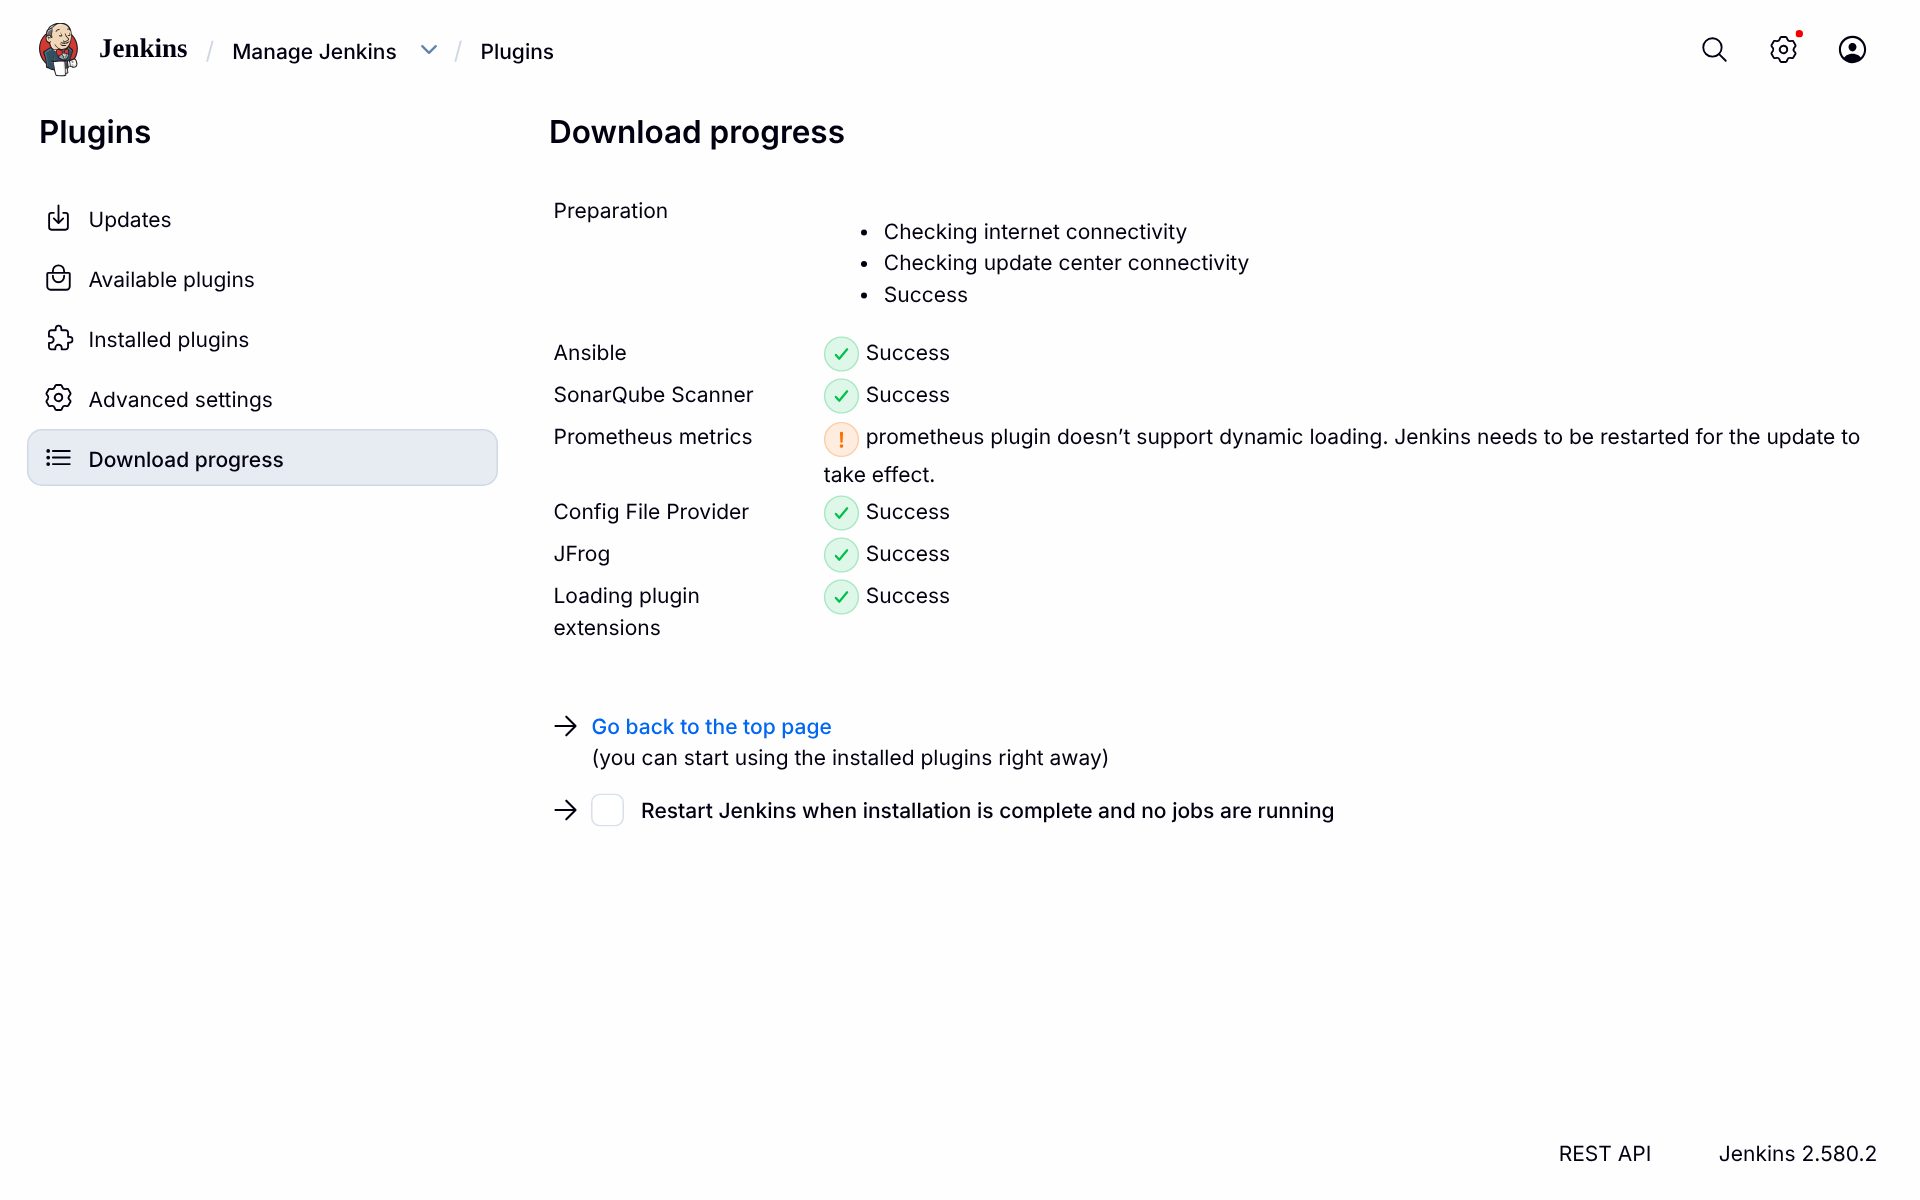 Jenkins / Manage Jenkins / Plugins
Plugins
Updates
Available plugins
Installed plugins
Advanced settings
Download progress
Download progress
Preparation
• Checking internet connectivity
• Checking update center connectivity
• Success
Ansible Success
SonarQube Scanner Success
Prometheus metrics prometheus plugin doesn’t support dynamic loading. Jenkins needs to be restarted for the update to
take effect.
Config File Provider Success
JFrog Success
Loading plugin Success
extensions
Go back to the top page
(you can start using the installed plugins right away)
Restart Jenkins when installation is complete and no jobs are running
REST API Jenkins 2.580.2